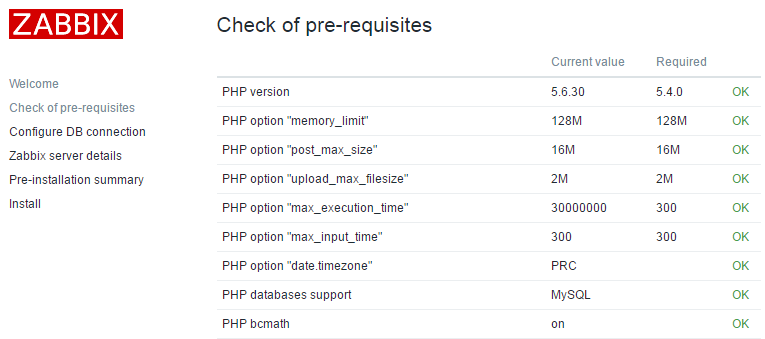 ZABBIX
Check of pre-requisites
Welcome
Check of pre-requisites
Configure DB connection
Zabbix server details
Pre-installation summary
Install
Current value Required
PHP version 5.6.30 5.4.0 OK
PHP option "memory_limit" 128M 128M OK
PHP option "post_max_size" 16M 16M OK
PHP option "upload_max_filesize" 2M 2M OK
PHP option "max_execution_time" 30000000 300 OK
PHP option "max_input_time" 300 300 OK
PHP option "date.timezone" PRC OK
PHP databases support MySQL OK
PHP bcmath on OK